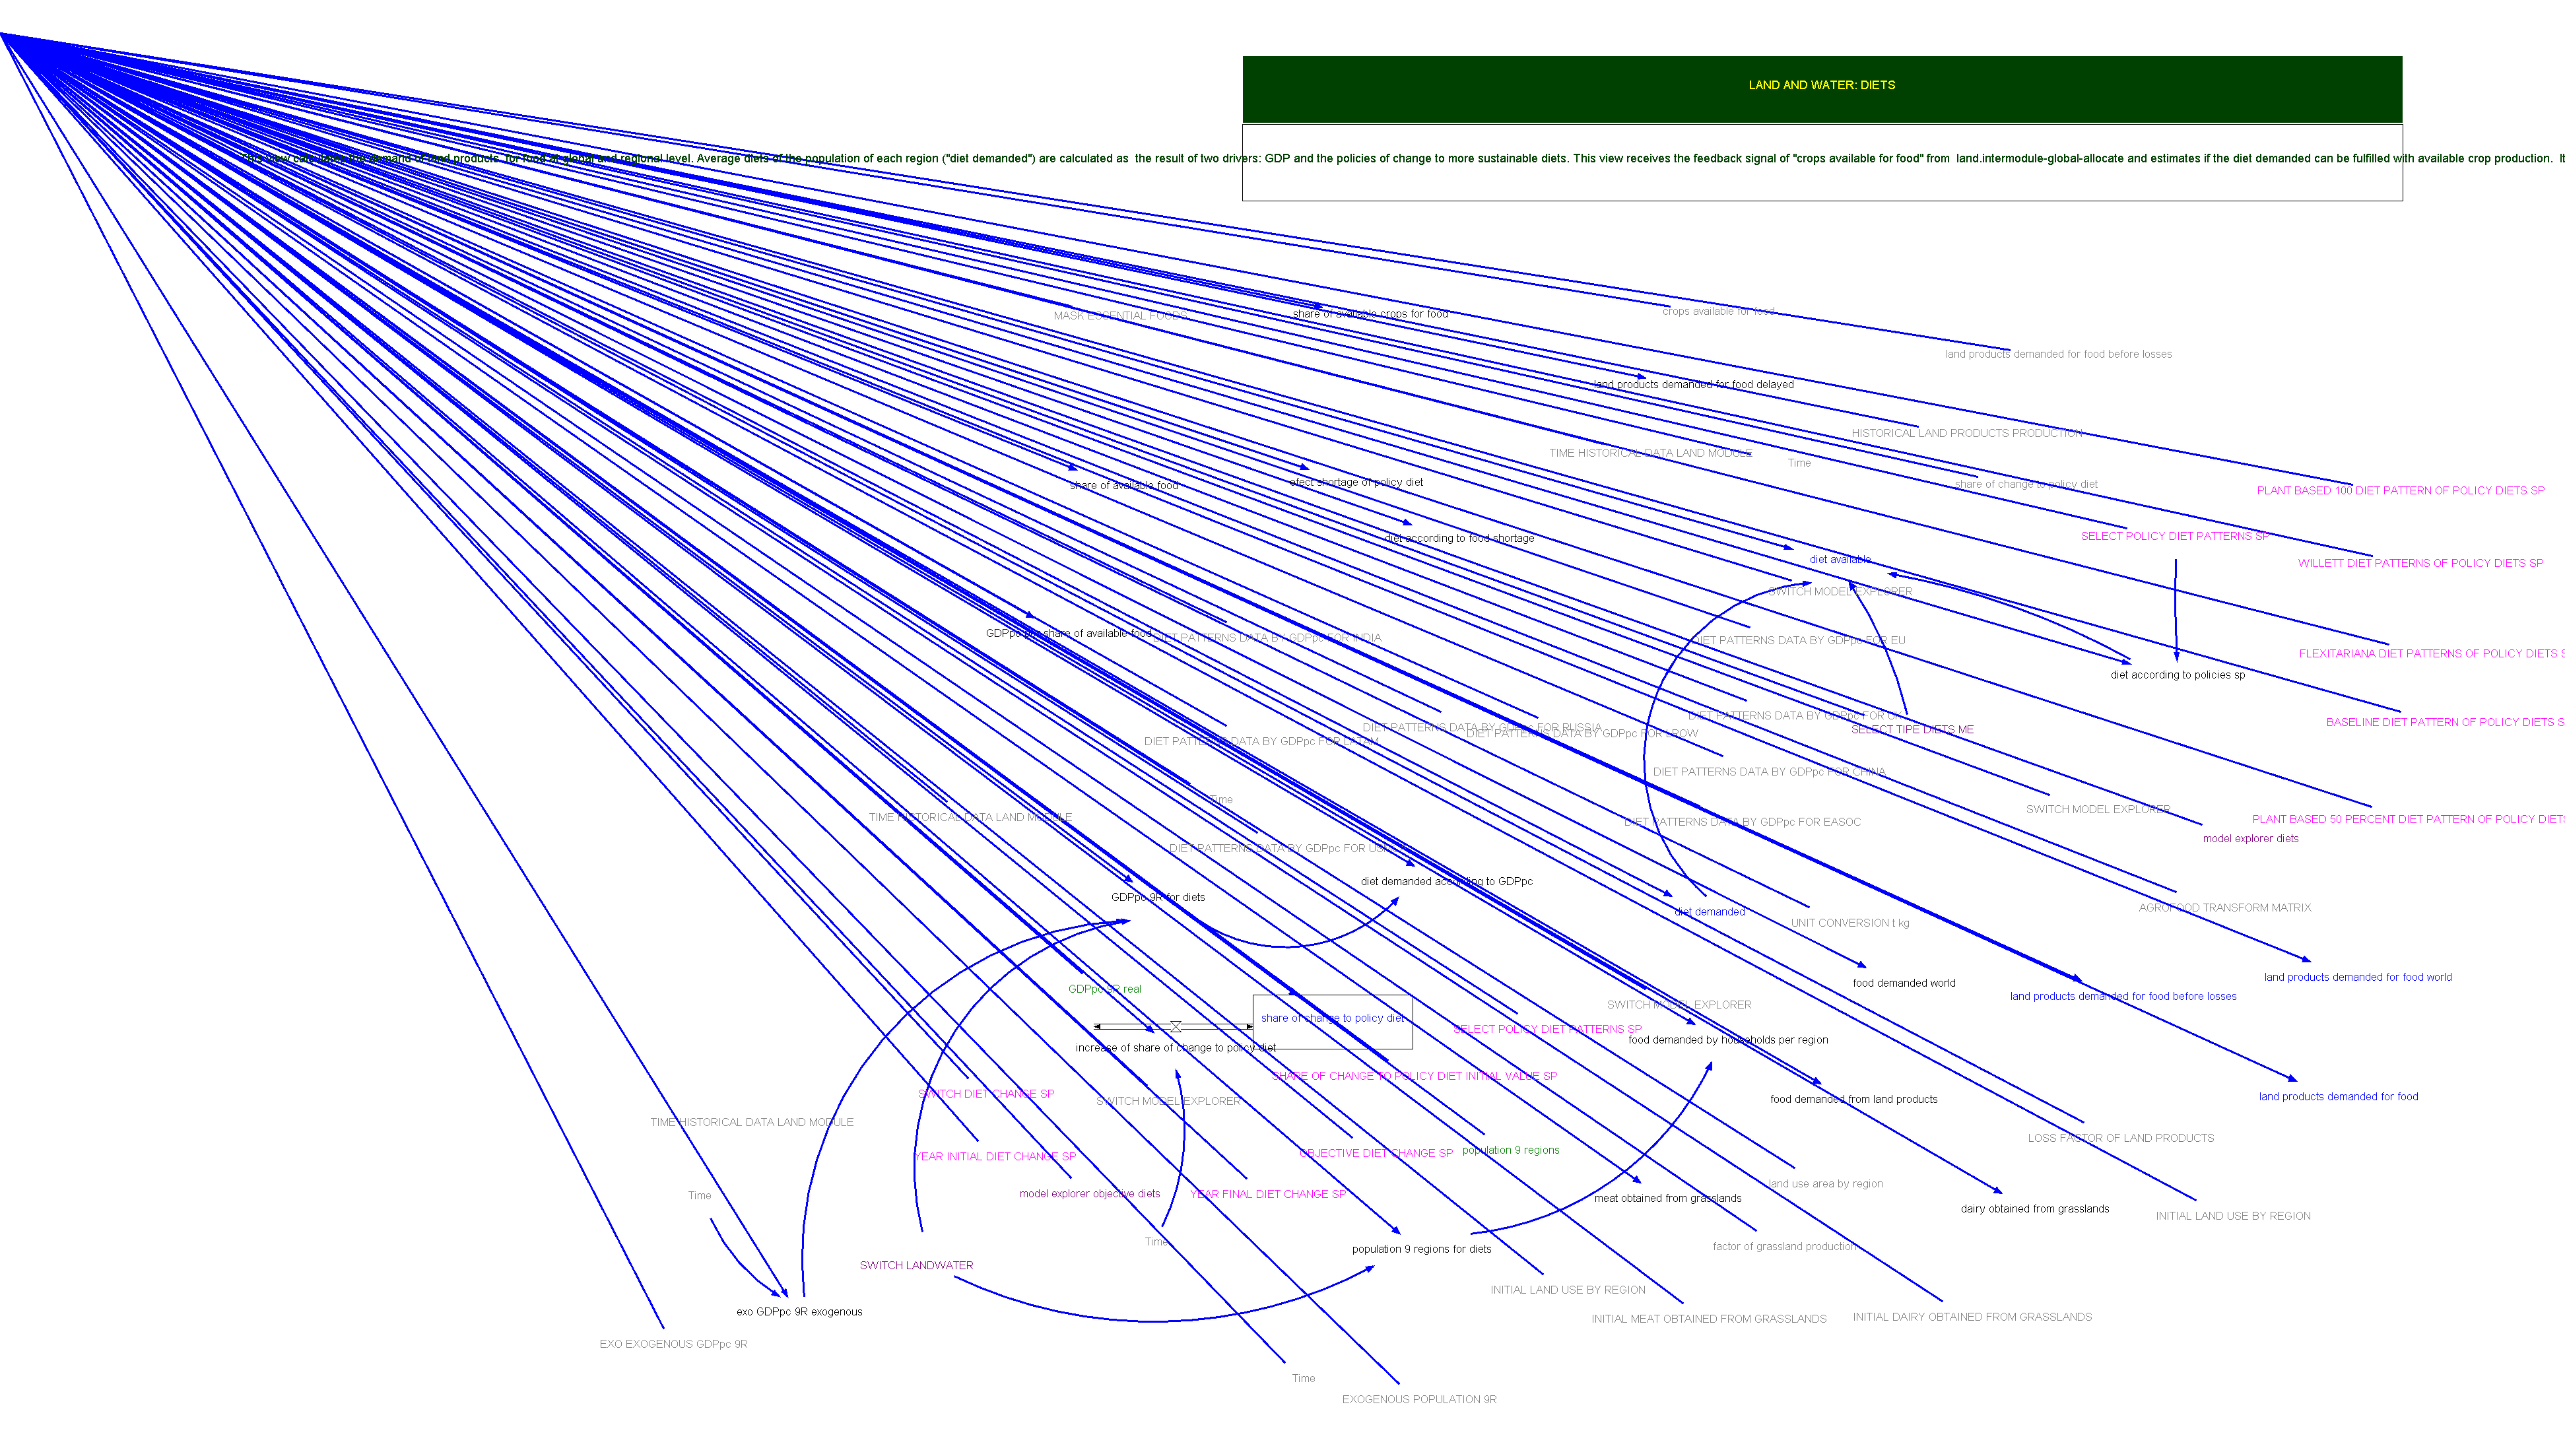 LAND AND WATER: DIETS
This view calculates the demand of land products for food at global and regional level. Average diets of the population of each region ("diet demanded") are calculated as the result of two drivers: GDP and the policies of change to more sustainable diets. This view receives the feedback signal of "crops available for food" from land.intermodule-global-allocate and estimates if the diet demanded can be fulfilled with available crop production. It
MASK ESSENTIAL FOODS
share of available crops for food
crops available for food
land products demanded for food before losses
land products demanded for food delayed
HISTORICAL LAND PRODUCTS PRODUCTION
TIME HISTORICAL DATA LAND MODULE
Time
share of available food
efect shortage of policy diet
share of change to policy diet
PLANT BASED 100 DIET PATTERN OF POLICY DIETS SP
diet according to food shortage
SELECT POLICY DIET PATTERNS SP
diet available
WILLETT DIET PATTERNS OF POLICY DIETS SP
SWITCH MODEL EXPLORER
GDPpc por share of available food
DIET PATTERNS DATA BY GDPpc FOR INDIA
DIET PATTERNS DATA BY GDPpc FOR EU
FLEXITARIANA DIET PATTERNS OF POLICY DIETS S
diet according to policies sp
DIET PATTERNS DATA BY GDPpc FOR UK
BASELINE DIET PATTERN OF POLICY DIETS S
DIET PATTERNS DATA BY GDPpc FOR RUSSIA
DIET PATTERNS DATA BY GDPpc FOR LROW
SELECT TIPE DIETS ME
DIET PATTERNS DATA BY GDPpc FOR LATAM
DIET PATTERNS DATA BY GDPpc FOR CHINA
Time
SWITCH MODEL EXPLORER
TIME HISTORICAL DATA LAND MODULE
DIET PATTERNS DATA BY GDPpc FOR EASOC
PLANT BASED 50 PERCENT DIET PATTERN OF POLICY DIETS
model explorer diets
DIET PATTERNS DATA BY GDPpc FOR
diet demanded according to GDPpc
GDPpc 9R for diets
diet demanded
AGROFOOD TRANSFORM MATRIX
UNIT CONVERSION t kg
land products demanded for food world
food demanded world
GDPpc 9R real
land products demanded for food before losses
SWITCH MODEL EXPLORER
share of change to policy diet
SELECT POLICY DIET PATTERNS SP
food demanded by households per region
increase of share of change to policy diet
SHARE OF CHANGE TO POLICY DIET INITIAL VALUE SP
SWITCH DIET CHANGE SP
SWITCH MODEL EXPLORER
food demanded from land products
land products demanded for food
TIME HISTORICAL DATA LAND MODULE
LOSS FACTOR OF LAND PRODUCTS
YEAR INITIAL DIET CHANGE SP
OBJECTIVE DIET CHANGE SP
population 9 regions
land use area by region
Time
model explorer objective diets
YEAR FINAL DIET CHANGE SP
meat obtained from grasslands
dairy obtained from grasslands
INITIAL LAND USE BY REGION
Time
population 9 regions for diets
factor of grassland production
SWITCH LANDWATER
INITIAL LAND USE BY REGION
exo GDPpc 9R exogenous
INITIAL MEAT OBTAINED FROM GRASSLANDS
INITIAL DAIRY OBTAINED FROM GRASSLANDS
EXO EXOGENOUS GDPpc 9R
Time
EXOGENOUS POPULATION 9R